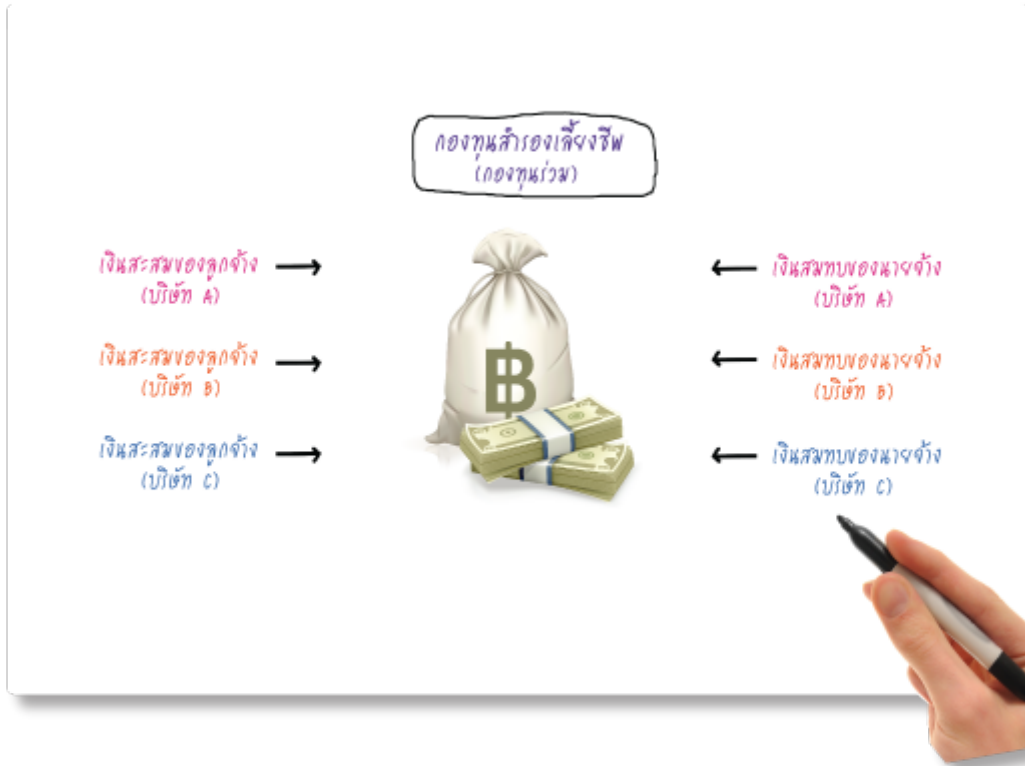 กองทุนสำรองเลี้ยงชีพ
(กองทุนร่วม)
เงินสะสมของลูกจ้าง
(บริษัท A)
เงินสมทบของนายจ้าง
(บริษัท A)
เงินสะสมของลูกจ้าง
(บริษัท B)
เงินสมทบของนายจ้าง
(บริษัท B)
เงินสะสมของลูกจ้าง
(บริษัท C)
เงินสมทบของนายจ้าง
(บริษัท C)
฿